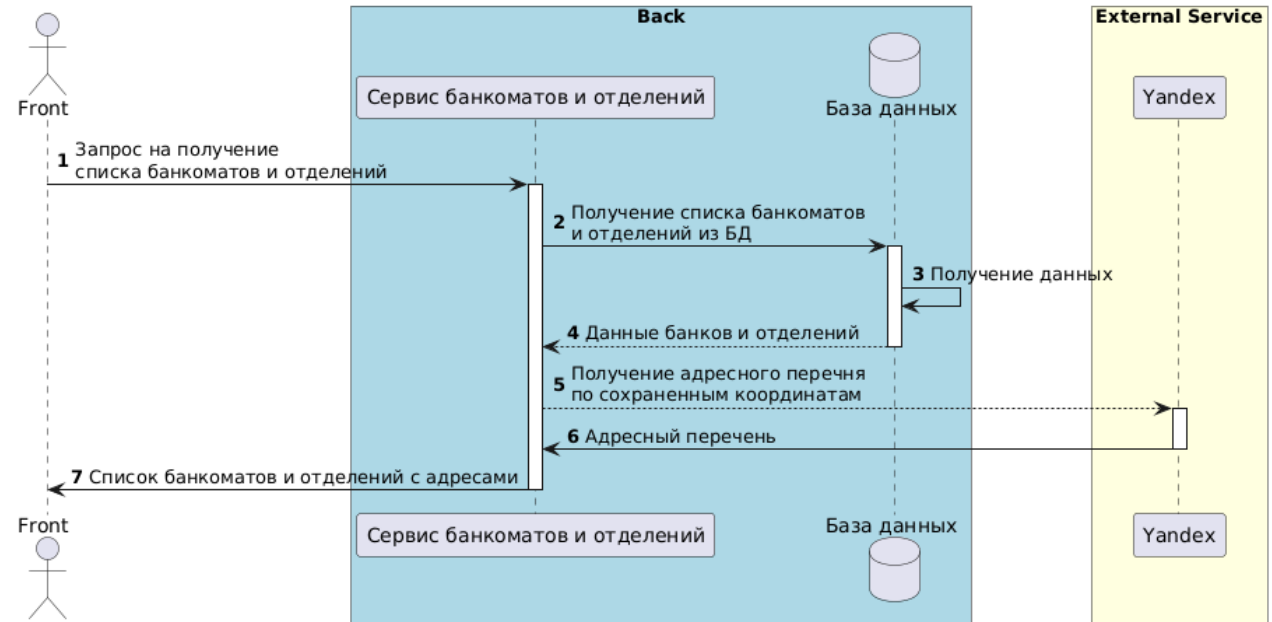 Back
External Service
Front
Сервис банкоматов и отделений
База данных
Yandex
1 Запрос на получение
списка банкоматов и отделений
2 Получение списка банкоматов
и отделений из БД
3 Получение данных
4 Данные банков и отделений
5 Получение адресного перечня
по сохраненным координатам
6 Адресный перечень
7 Список банкоматов и отделений с адресами
Front
Сервис банкоматов и отделений
База данных
Yandex